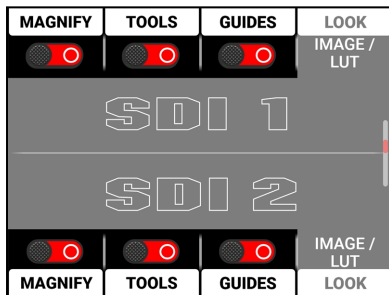 MAGNIFY TOOLS GUIDES LOOK
IMAGE /
LUT
SDI 1
SDI 2
IMAGE /
LUT
MAGNIFY TOOLS GUIDES LOOK